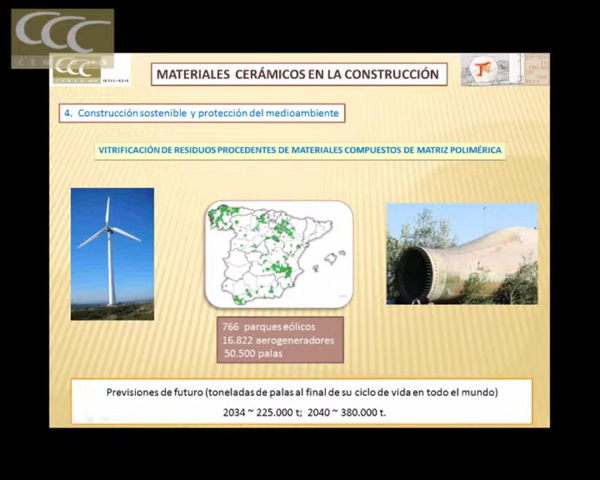 CCC
CENCOMS
CCC
MATERIALES CERÁMICOS EN LA CONSTRUCCIÓN
4. Construcción sostenible y protección del medioambiente
VITRIFICACIÓN DE RESIDUOS PROCEDENTES DE MATERIALES COMPUESTOS DE MATRIZ POLIMÉRICA
766 parques eólicos
16.822 aerogeneradores
50.500 palas
Previsiones de futuro (toneladas de palas al final de su ciclo de vida en todo el mundo)
2034 ~ 225.000 t; 2040 ~ 380.000 t.